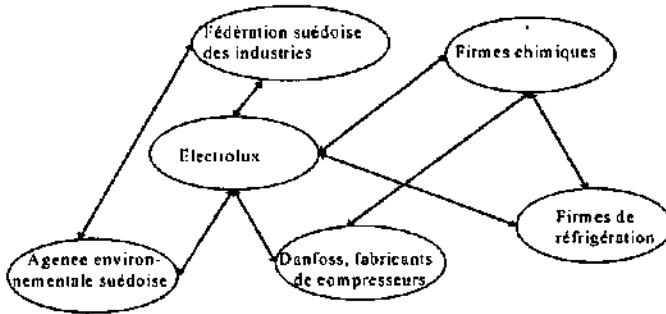 Fédération suédoise
des industries
Firmes chimiques
Electrolux
Firmes de
réfrigération
Agence environ-
nementale suédoise
Danfoss, fabricants
de compresseurs